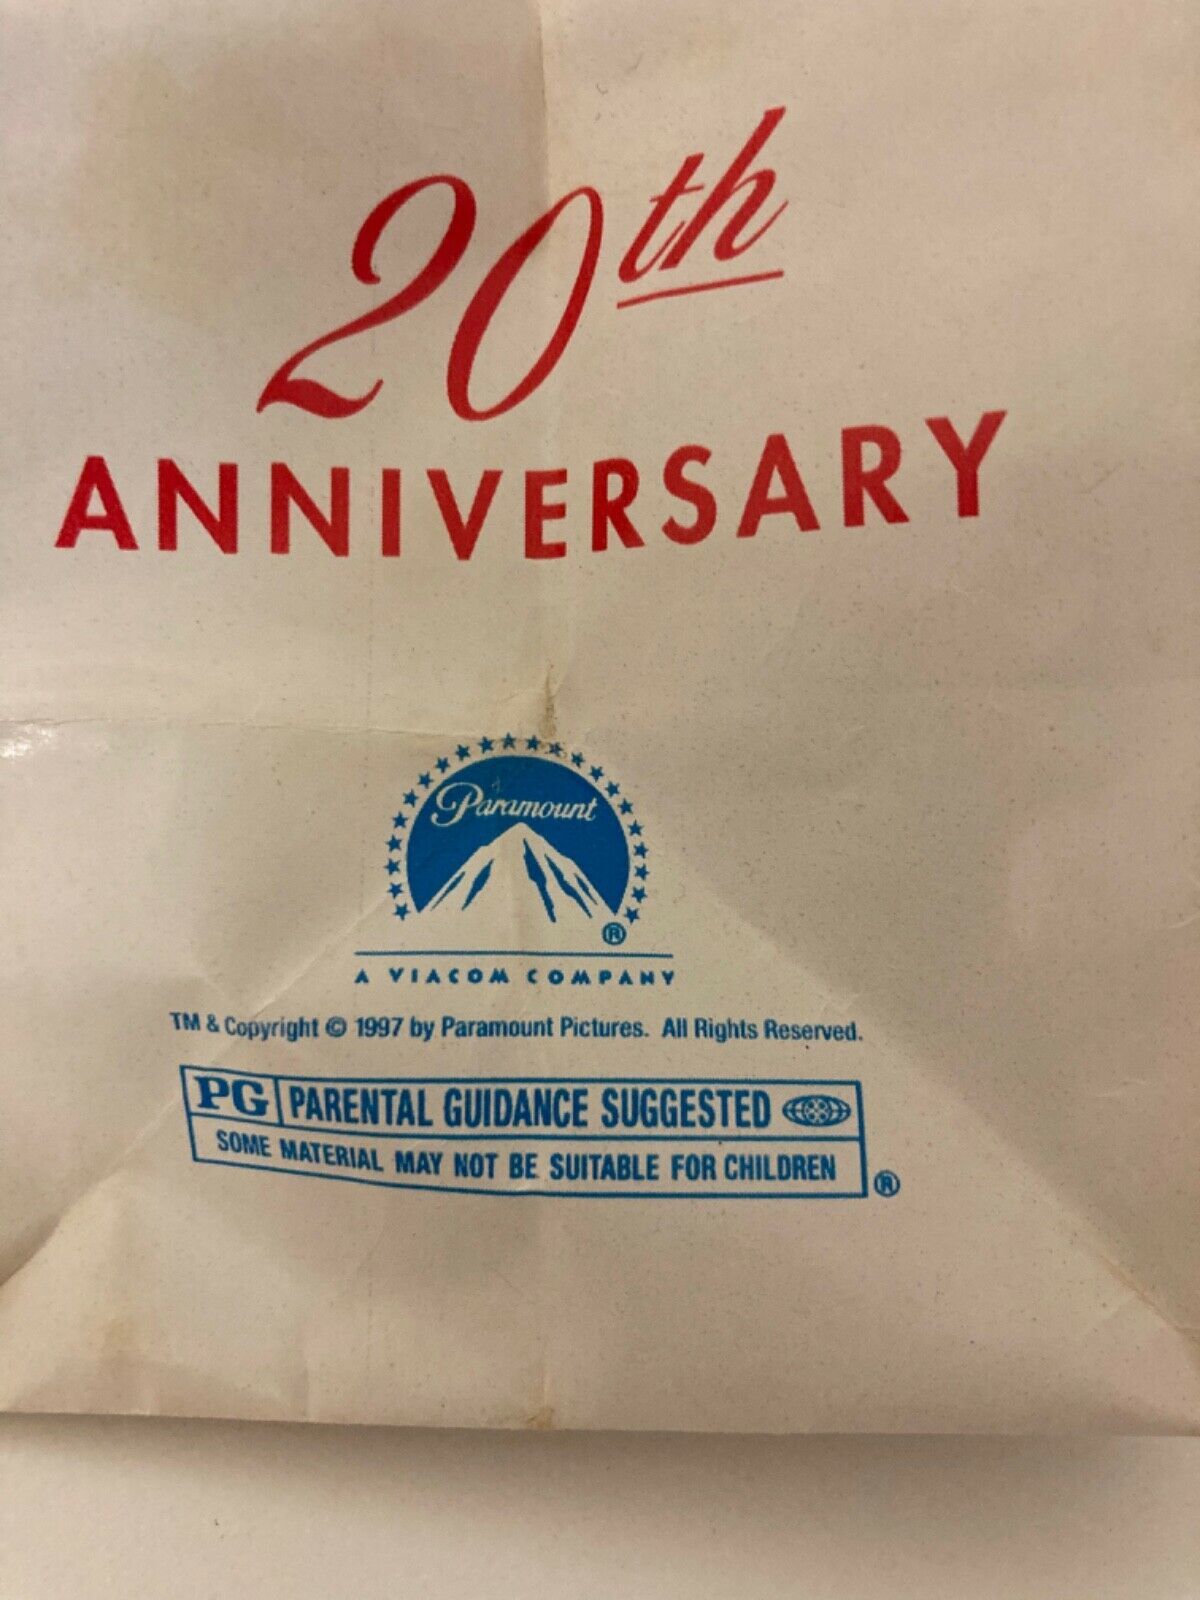 20th
ANNIVERSARY
Paramount
®
A VIACOM COMPANY
TM & Copyright © 1997 by Paramount Pictures. All Rights Reserved.
PG PARENTAL GUIDANCE SUGGESTED
SOME MATERIAL MAY NOT BE SUITABLE FOR CHILDREN ®